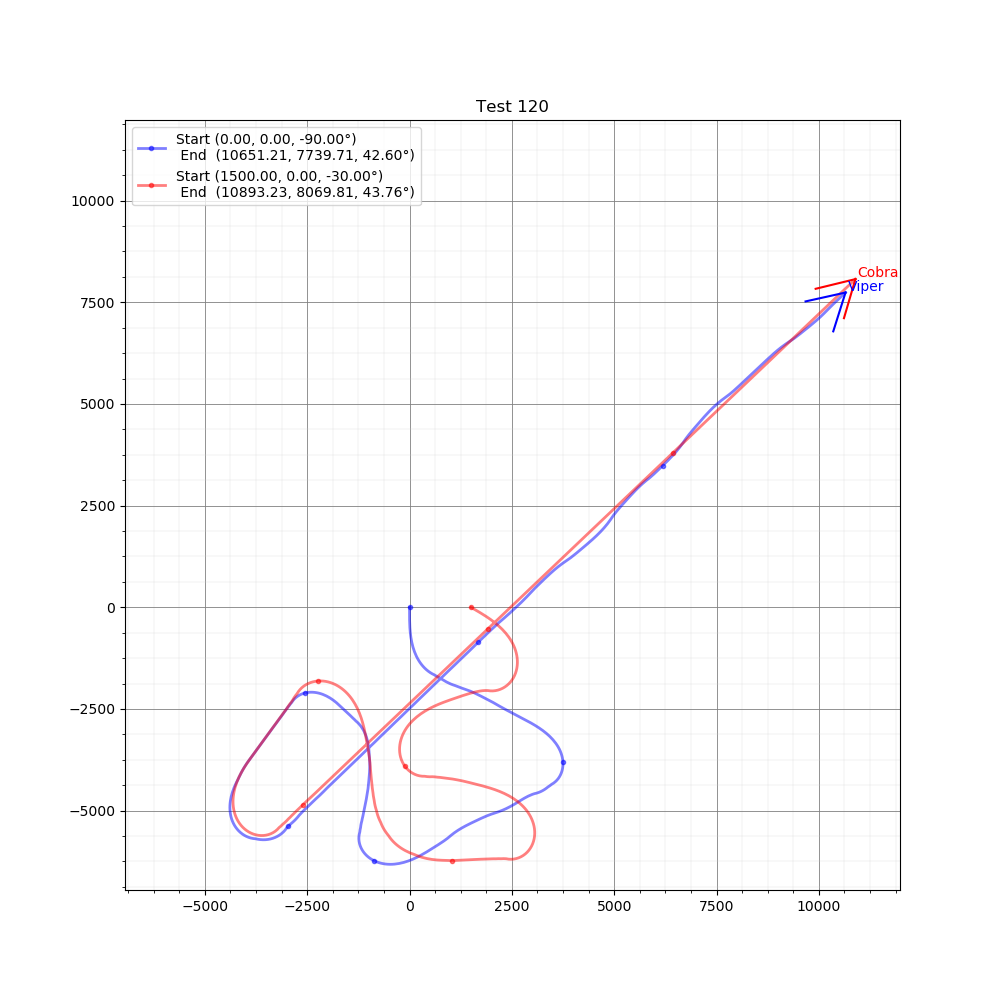 Test 120
Start (0.00, 0.00, -90.00°)
End (10651.21, 7739.71, 42.60°)
Start (1500.00, 0.00, -30.00°)
End (10893.23, 8069.81, 43.76°)
Cobra
Viper
10000
7500
5000
2500
0
−2500
−5000
−5000 −2500 0 2500 5000 7500 10000